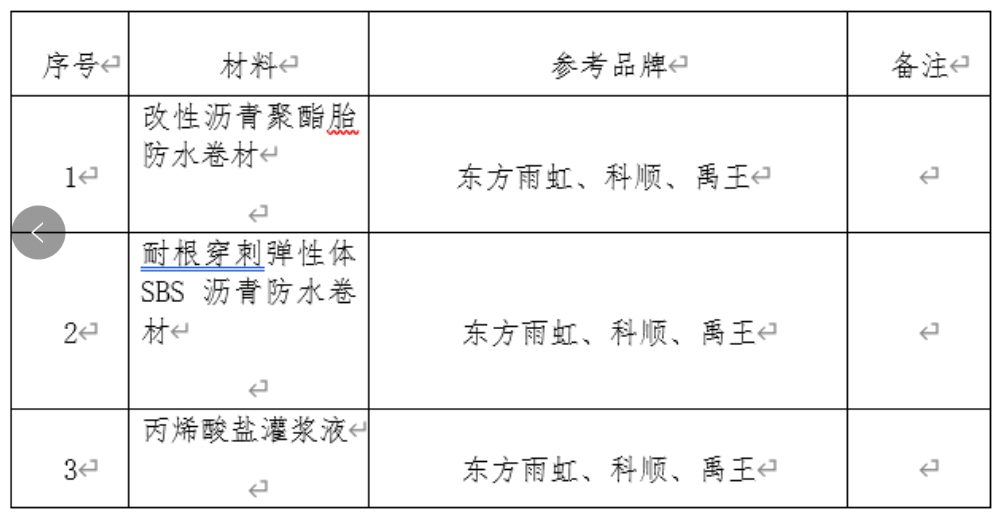 序号 材料 参考品牌 备注
改性沥青聚酯胎
防水卷材
1 东方雨虹、科顺、禹王
耐根穿刺弹性体
SBS 沥青防水卷
材
2 东方雨虹、科顺、禹王
丙烯酸盐灌浆液
3 东方雨虹、科顺、禹王